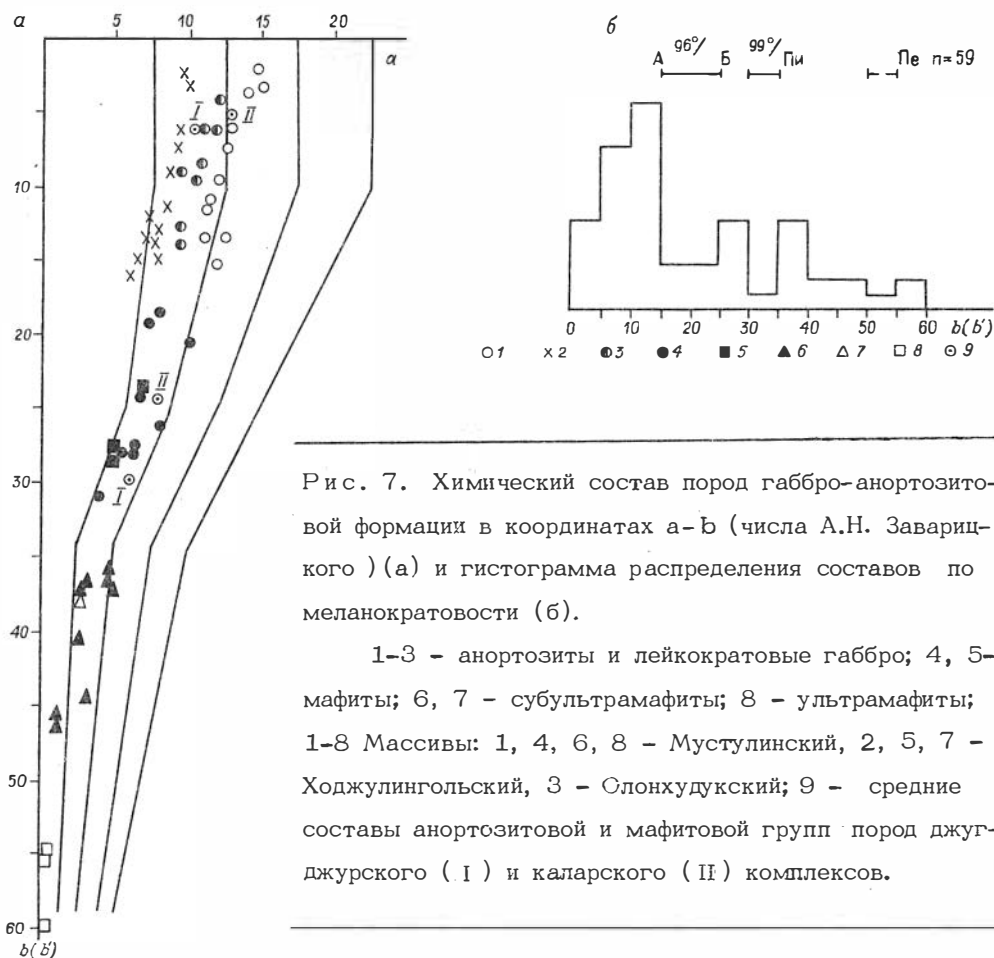 а 5 10 15 20
а
I II
10
20
II
30
I
40
50
60
b(b')
б
А 96% Б 99% Пи Пе n=59
0 10 20 30 40 50 60 b(b')
1 2 3 4 5 6 7 8 9
Рис. 7. Химический состав пород габбро-анортозито-
вой формации в координатах a-b (числа А.Н. Завариц-
кого )(а) и гистограмма распределения составов по
меланократовости (б).
1-3 - анортозиты и лейкократовые габбро; 4, 5-
мафиты; 6, 7 - субультрамафиты; 8 - ультрамафиты;
1-8 Массивы: 1, 4, 6, 8 - Мустулинский, 2, 5, 7 -
Ходжулингольский, 3 - Олонхудукский; 9 - средние
составы анортозитовой и мафитовой групп пород джуг-
джурского ( I ) и каларского (II) комплексов.